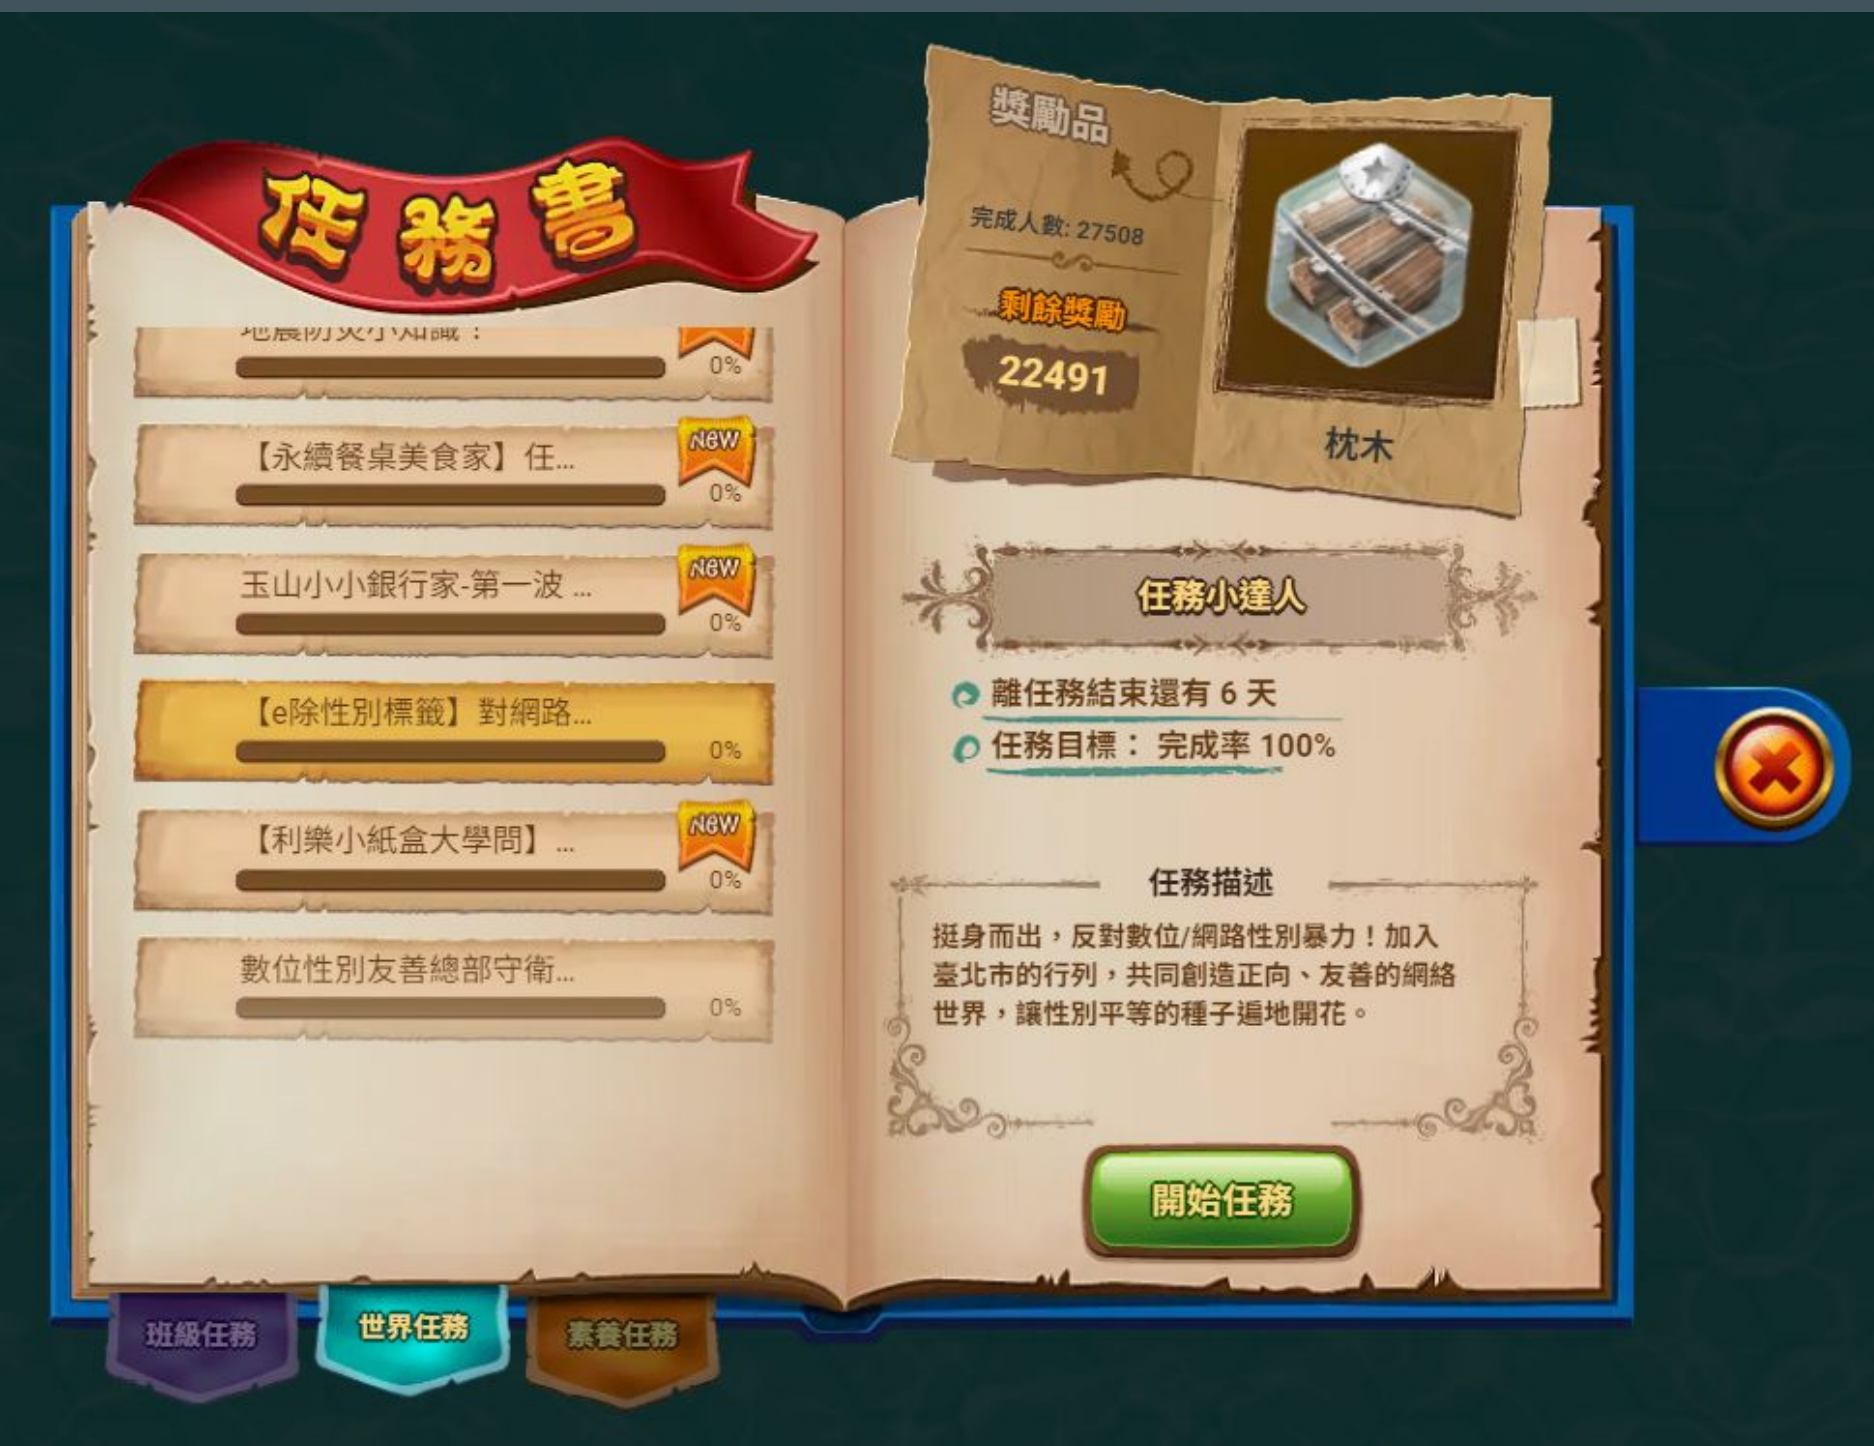 任務書
地震防災小知識！
0%
【永續餐桌美食家】任...
NEW
0%
玉山小小銀行家-第一波 ...
NEW
0%
【e除性別標籤】對網路...
0%
【利樂小紙盒大學問】 ...
NEW
0%
數位性別友善總部守衛...
0%
班級任務
世界任務
素養任務
獎勵品
完成人數: 27508
剩餘獎勵
22491
枕木
任務小達人
離任務結束還有 6 天
任務目標： 完成率 100%
任務描述
挺身而出，反對數位/網路性別暴力！加入
臺北市的行列，共同創造正向、友善的網絡
世界，讓性別平等的種子遍地開花。
開始任務